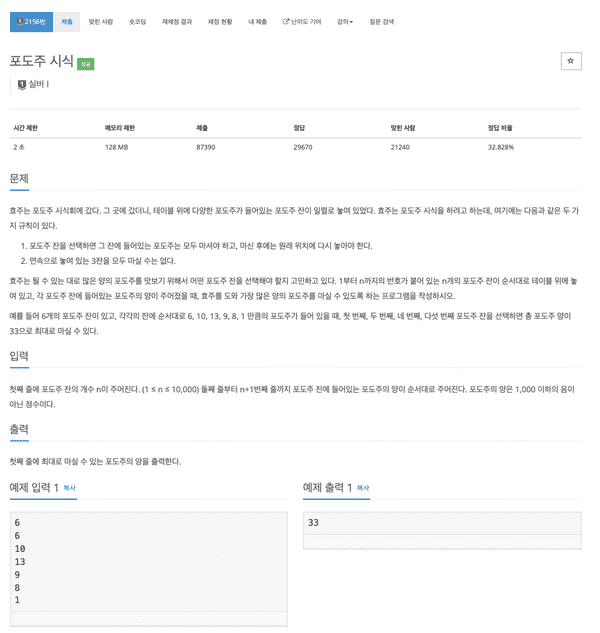 2156번 제출 맞힌 사람 숏코딩 재채점 결과 채점 현황 내 제출 난이도 기여 강의 질문 검색
포도주 시식 성공
실버 I
시간 제한 메모리 제한 제출 정답 맞힌 사람 정답 비율
2 초 128 MB 87390 29670 21240 32.828%
문제
효주는 포도주 시식회에 갔다. 그 곳에 갔더니, 테이블 위에 다양한 포도주가 들어있는 포도주 잔이 일렬로 놓여 있었다. 효주는 포도주 시식을 하려고 하는데, 여기에는 다음과 같은 두 가
지 규칙이 있다.
1. 포도주 잔을 선택하면 그 잔에 들어있는 포도주는 모두 마셔야 하고, 마신 후에는 원래 위치에 다시 놓아야 한다.
2. 연속으로 놓여 있는 3잔을 모두 마실 수는 없다.
효주는 될 수 있는 대로 많은 양의 포도주를 맛보기 위해서 어떤 포도주 잔을 선택해야 할지 고민하고 있다. 1부터 n까지의 번호가 붙어 있는 n개의 포도주 잔이 순서대로 테이블 위에 놓
여 있고, 각 포도주 잔에 들어있는 포도주의 양이 주어졌을 때, 효주를 도와 가장 많은 양의 포도주를 마실 수 있도록 하는 프로그램을 작성하시오.
예를 들어 6개의 포도주 잔이 있고, 각각의 잔에 순서대로 6, 10, 13, 9, 8, 1 만큼의 포도주가 들어 있을 때, 첫 번째, 두 번째, 네 번째, 다섯 번째 포도주 잔을 선택하면 총 포도주 양이
33으로 최대로 마실 수 있다.
입력
첫째 줄에 포도주 잔의 개수 n이 주어진다. (1 ≤ n ≤ 10,000) 둘째 줄부터 n+1번째 줄까지 포도주 잔에 들어있는 포도주의 양이 순서대로 주어진다. 포도주의 양은 1,000 이하의 음이
아닌 정수이다.
출력
첫째 줄에 최대로 마실 수 있는 포도주의 양을 출력한다.
예제 입력 1 복사
6
6
10
13
9
8
1
예제 출력 1 복사
33